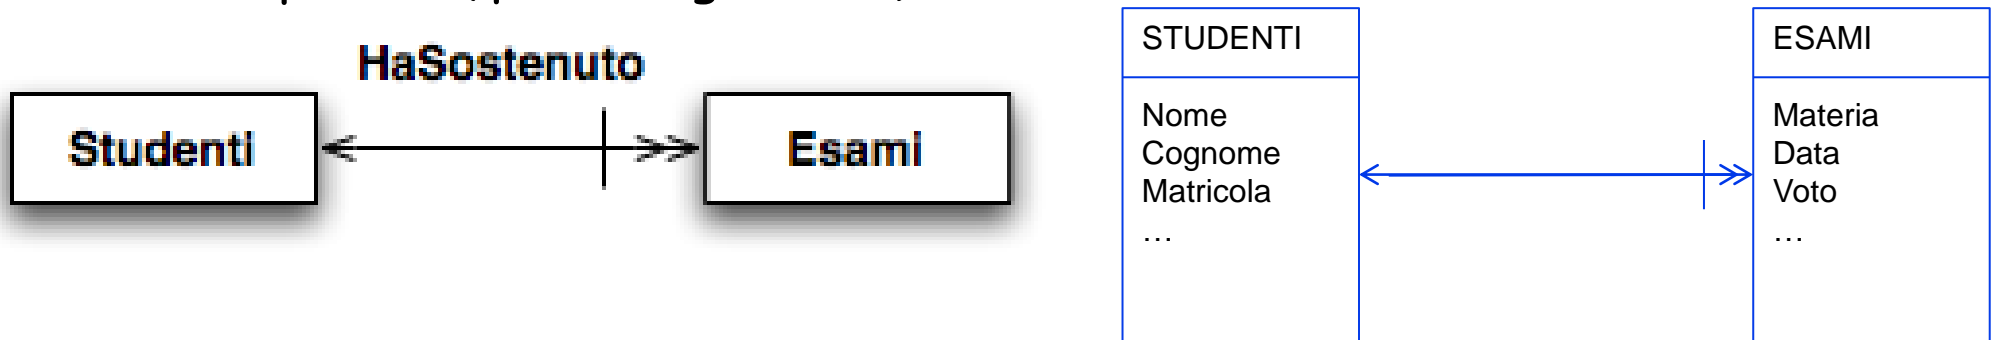 HaSostenuto
Studenti
Esami
STUDENTI
Nome
Cognome
Matricola
…
ESAMI
Materia
Data
Voto
…